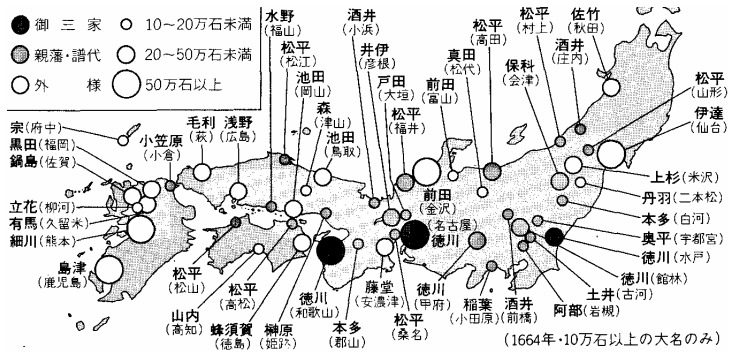 御三家
親藩・譜代
外様
10〜20万石未満
20〜50万石未満
50万石以上
水野
(福山)
松平
(松江)
池田
(岡山)
森
(津山)
池田
(鳥取)
酒井
(小浜)
井伊
(彦根)
戸田
(大垣)
松平
(福井)
前田
(富山)
真田
(松代)
松平
(高田)
松平
(村上)
酒井
(庄内)
佐竹
(秋田)
保科
(会津)
松平
(山形)
伊達
(仙台)
宗(府中)
黒田(福岡)
鍋島(佐賀)
小笠原
(小倉)
毛利
(萩)
浅野
(広島)
前田
(金沢)
(名古屋)
徳川
上杉(米沢)
丹羽(二本松)
本多(白河)
奥平(宇都宮)
徳川(水戸)
徳川(館林)
土井(古河)
阿部(岩槻)
立花(柳河)
有馬(久留米)
細川(熊本)
島津
(鹿児島)
松平
(松山)
山内
(高知)
松平
(高松)
蜂須賀
(徳島)
榊原
(姫路)
徳川
(和歌山)
本多
(郡山)
藤堂
(安濃津)
松平
(桑名)
徳川
(甲府)
稲葉
(小田原)
酒井
(前橋)
(1664年・10万石以上の大名のみ)